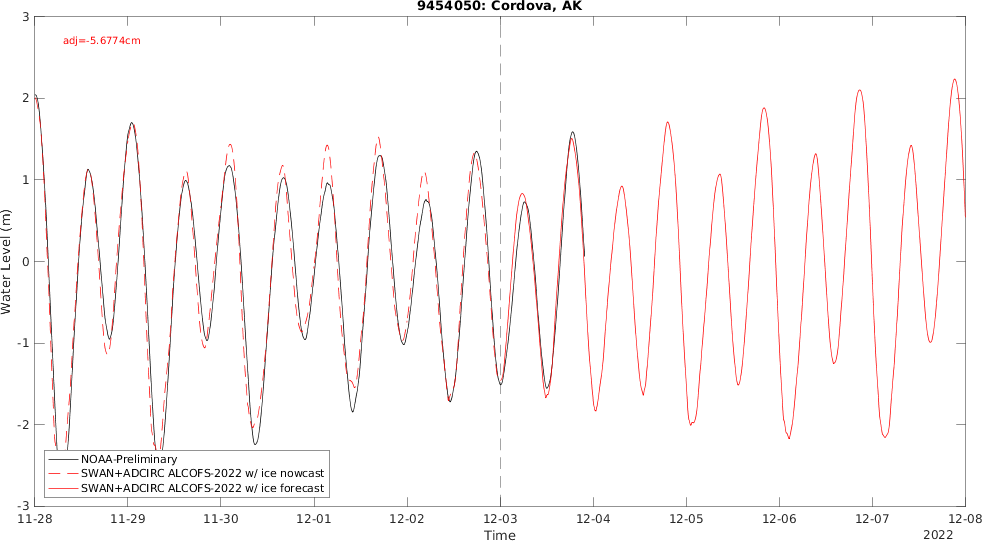 9454050: Cordova, AK
adj=-5.6774cm
3
2
1
0
-1
-2
-3
Water Level (m)
NOAA-Preliminary
SWAN+ADCIRC ALCOFS-2022 w/ ice nowcast
SWAN+ADCIRC ALCOFS-2022 w/ ice forecast
11-28 11-29 11-30 12-01 12-02 12-03 12-04 12-05 12-06 12-07 12-08
Time
2022